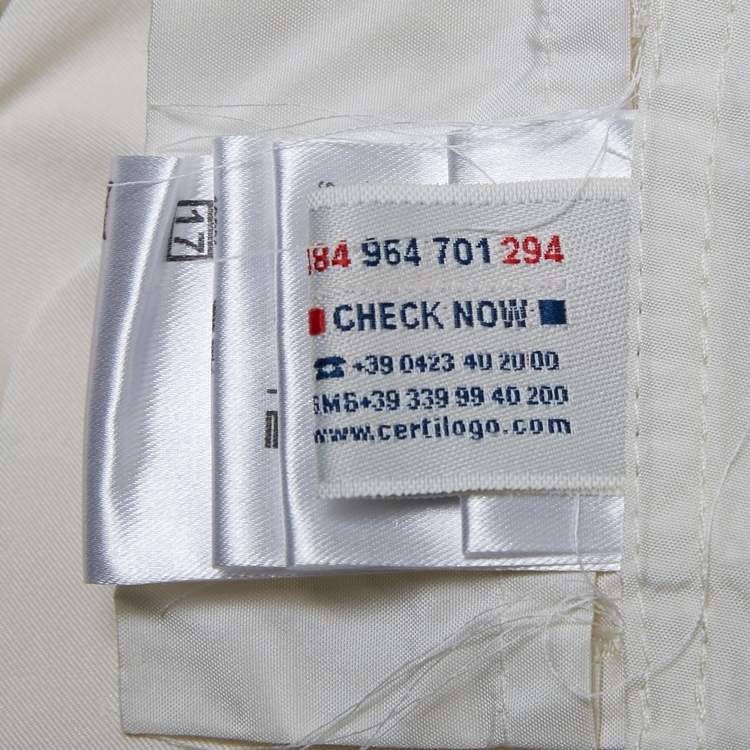 17
184 964 701 294
CHECK NOW
+39 0423 40 20 00
SMS+39 339 99 40 200
www.certilogo.com